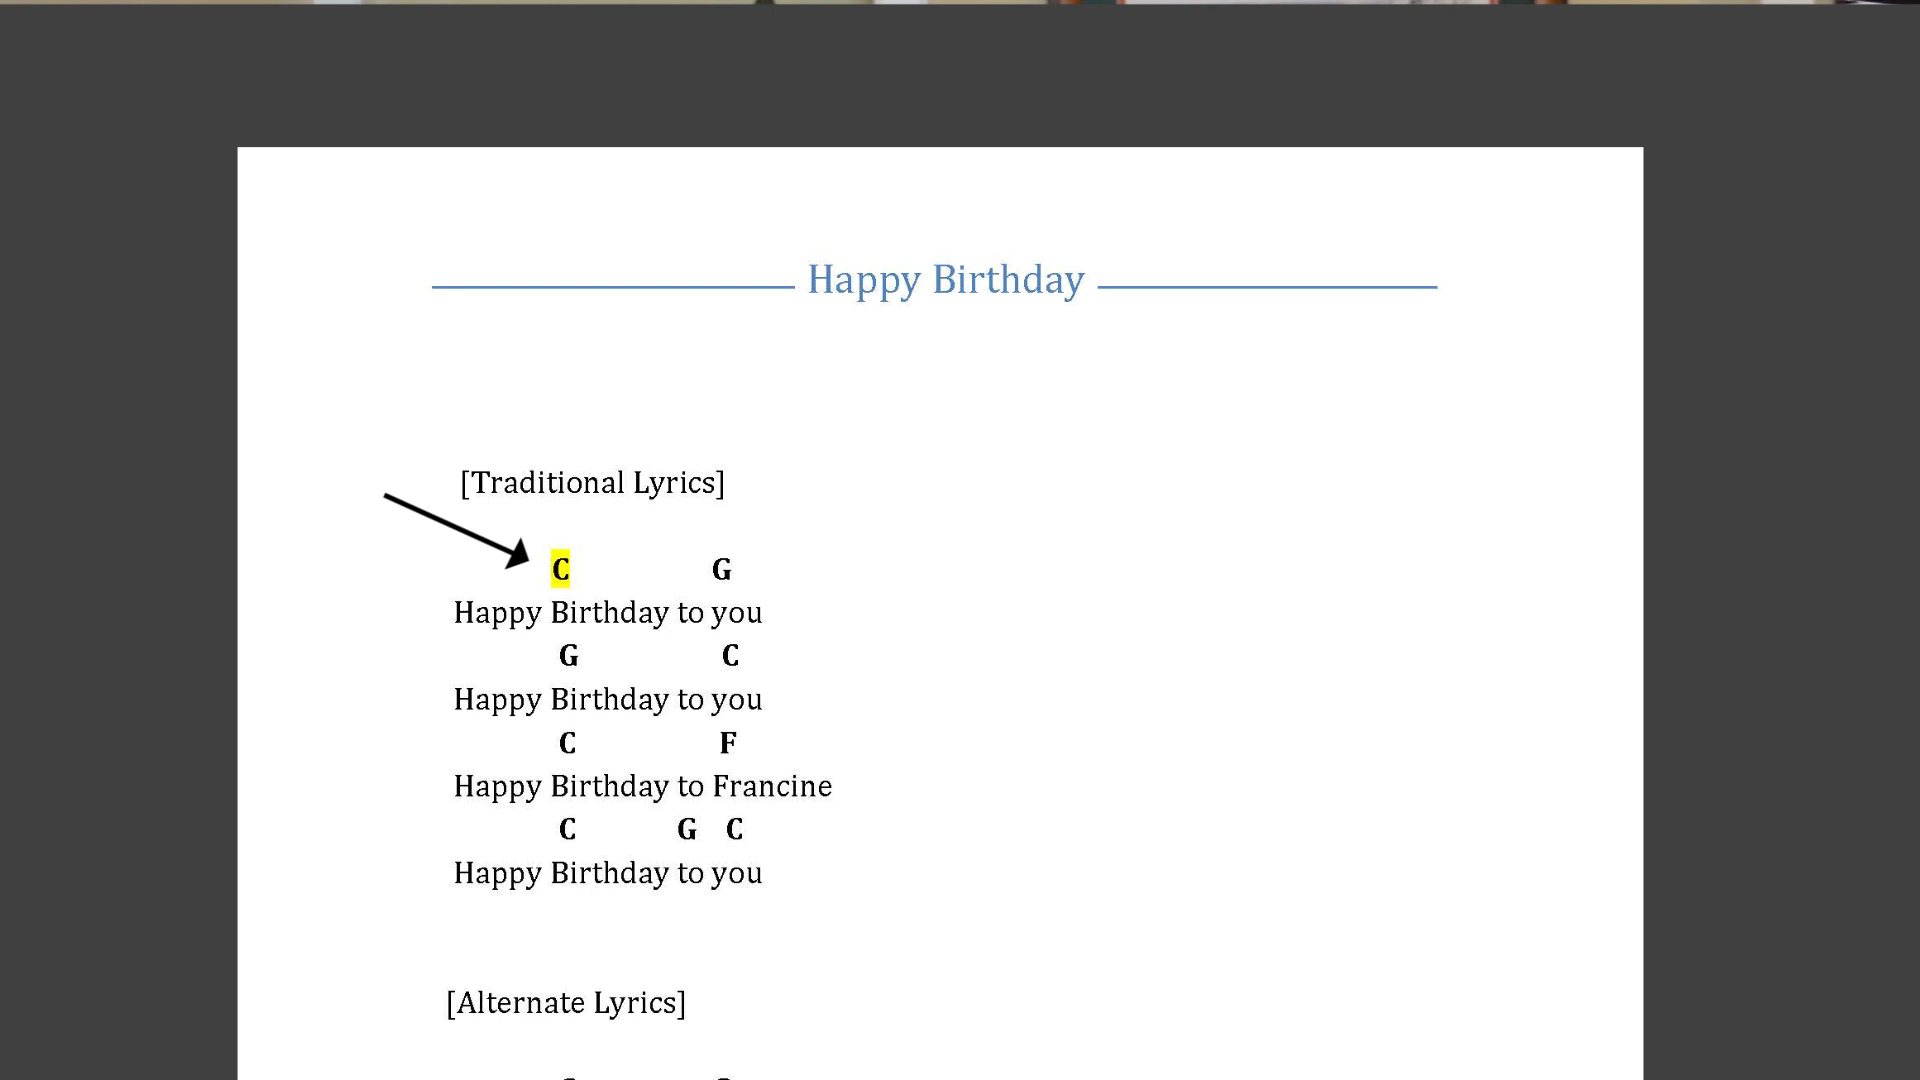 Happy Birthday
[Traditional Lyrics]
C G
Happy Birthday to you
G C
Happy Birthday to you
C F
Happy Birthday to Francine
C G C
Happy Birthday to you
[Alternate Lyrics]